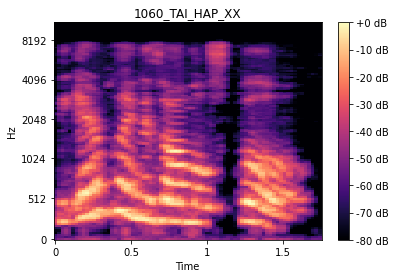 1060_TAI_HAP_XX
Hz
8192
4096
2048
1024
512
0
0
0.5
1
1.5
Time
+0 dB
-10 dB
-20 dB
-30 dB
-40 dB
-50 dB
-60 dB
-70 dB
-80 dB